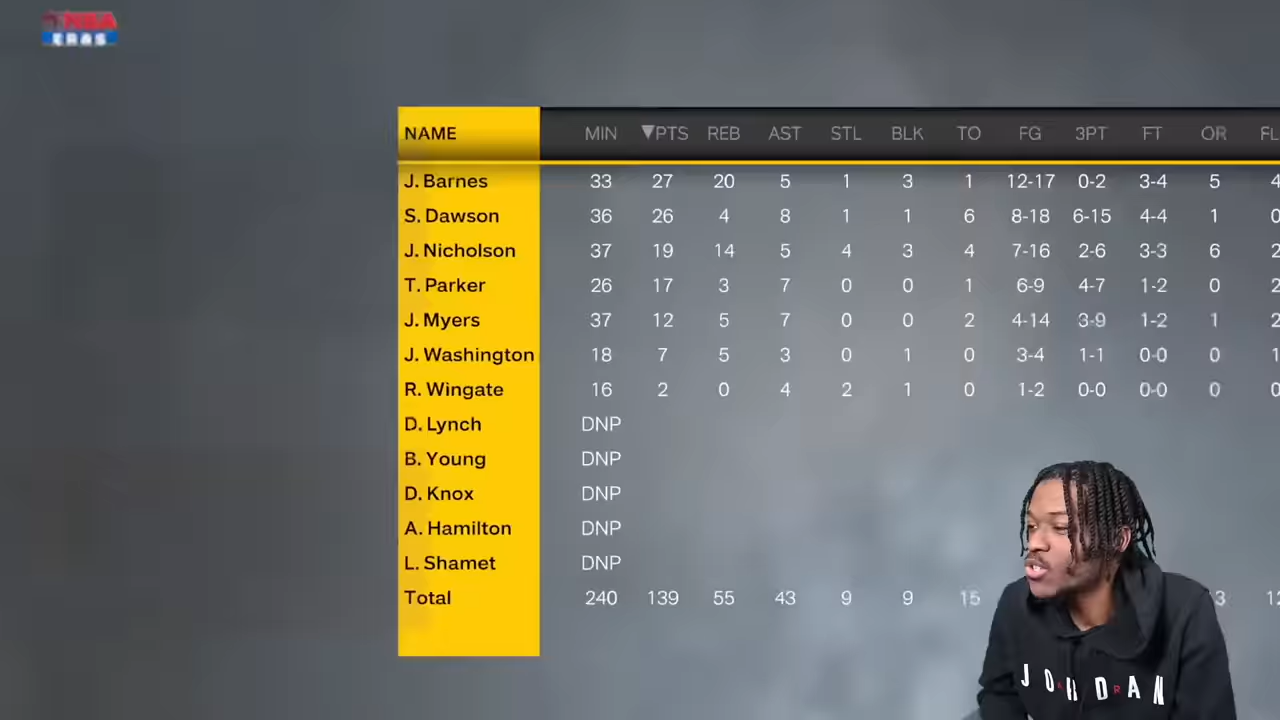 NBA
ERAS
NAME MIN ▼PTS REB AST STL BLK TO FG 3PT FT OR FL
J. Barnes 33 27 20 5 1 3 1 12-17 0-2 3-4 5 4
S. Dawson 36 26 4 8 1 1 6 8-18 6-15 4-4 1 0
J. Nicholson 37 19 14 5 4 3 4 7-16 2-6 3-3 6 2
T. Parker 26 17 3 7 0 0 1 6-9 4-7 1-2 0 2
J. Myers 37 12 5 7 0 0 2 4-14 3-9 1-2 1 2
J. Washington 18 7 5 3 0 1 0 3-4 1-1 0-0 0 1
R. Wingate 16 2 0 4 2 1 0 1-2 0-0 0-0 0 0
D. Lynch DNP
B. Young DNP
D. Knox DNP
A. Hamilton DNP
L. Shamet DNP
Total 240 139 55 43 9 9 15 3 12
JORDAN